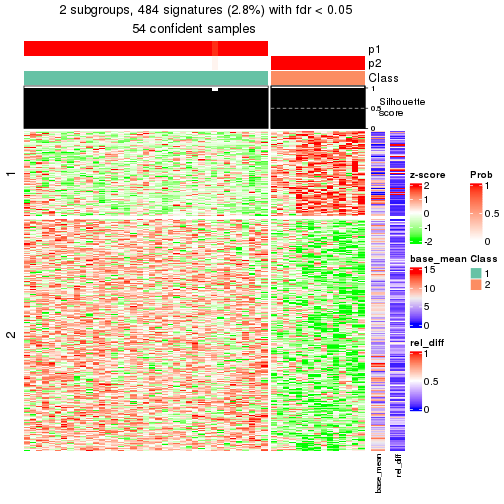 2 subgroups, 484 signatures (2.8%) with fdr < 0.05
54 confident samples
p1
p2
Class
1
0.5
0
Silhouette
score
1
2
z-score
2
1
0
-1
-2
Prob
1
0.5
0
base_mean
15
10
5
0
Class
1
2
rel_diff
1
0.5
0
base_mean
rel_diff